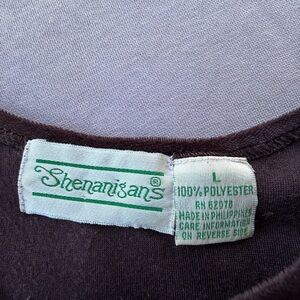 Shenanigans®
L
100% POLYESTER
RN 62078
MADE IN PHILIPPINES
CARE INFORMATION
ON REVERSE SIDE